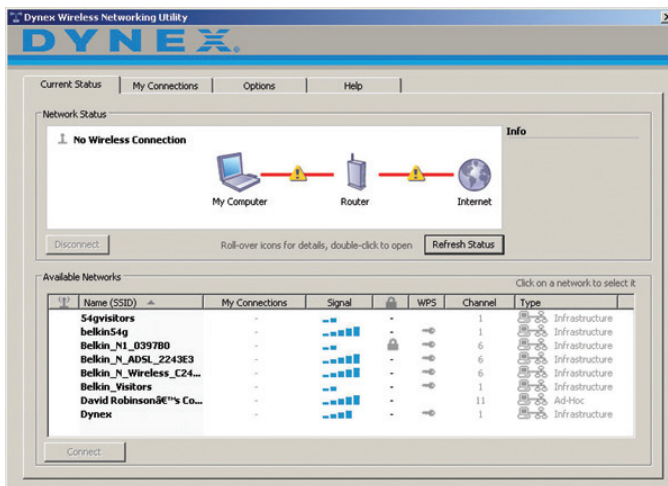 Dynex Wireless Networking Utility
DYNEX.
Current Status My Connections Options Help
Network Status
No Wireless Connection
Info
My Computer Router Internet
Disconnect Roll-over icons for details, double-click to open Refresh Status
Available Networks
Click on a network to select it
Name (SSID) My Connections Signal WPS Channel Type
54gvisitors - - 1 Infrastructure
belkin54g - - 1 Infrastructure
Belkin_N1_0397B0 - 6 Infrastructure
Belkin_N_ADSL_2243E3 - - 6 Infrastructure
Belkin_N_Wireless_C24... - - 6 Infrastructure
Belkin_Visitors - - 1 Infrastructure
David Robinsonâ€™s Co... - - 11 Ad-Hoc
Dynex - - 1 Infrastructure
Connect